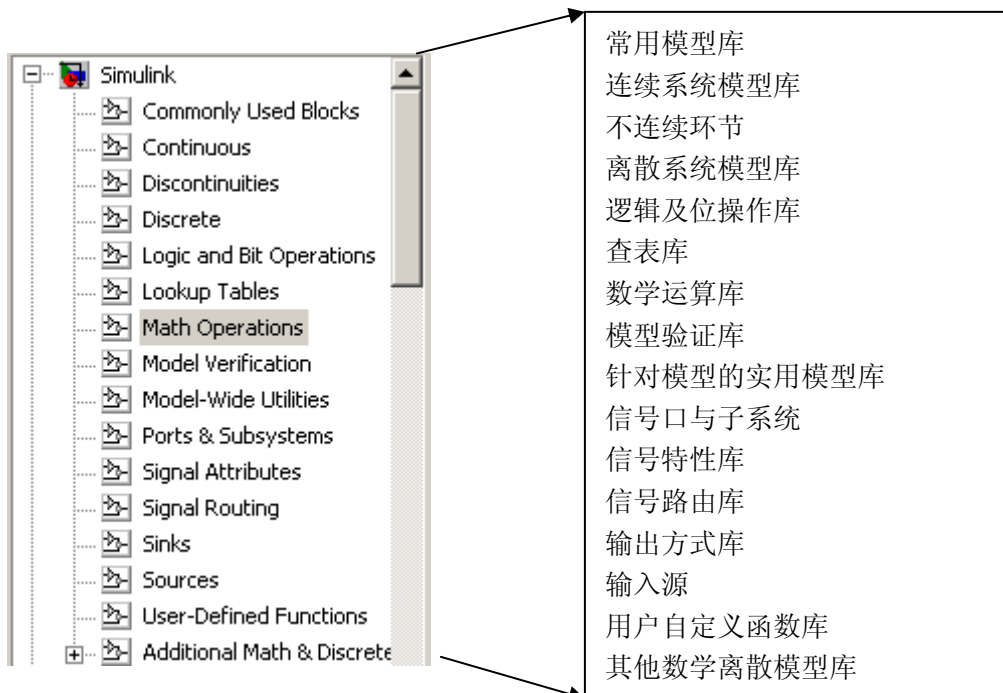 Simulink
Commonly Used Blocks
Continuous
Discontinuities
Discrete
Logic and Bit Operations
Lookup Tables
Math Operations
Model Verification
Model-Wide Utilities
Ports & Subsystems
Signal Attributes
Signal Routing
Sinks
Sources
User-Defined Functions
Additional Math & Discrete
常用模型库
连续系统模型库
不连续环节
离散系统模型库
逻辑及位操作库
查表库
数学运算库
模型验证库
针对模型的实用模型库
信号口与子系统
信号特性库
信号路由库
输出方式库
输入源
用户自定义函数库
其他数学离散模型库